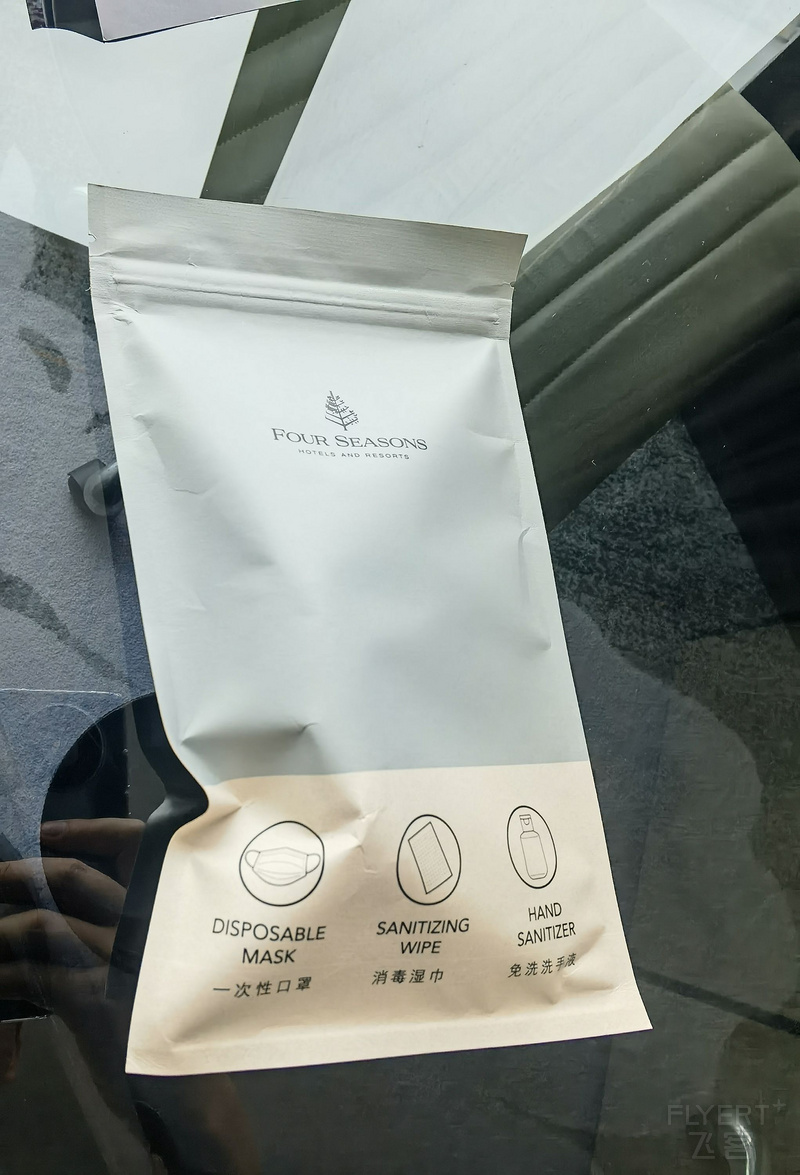 FOUR SEASONS
HOTELS AND RESORTS
DISPOSABLE
MASK
一次性口罩
SANITIZING
WIPE
消毒湿巾
HAND
SANITIZER
免洗洗手液
FLYERT+
飞客